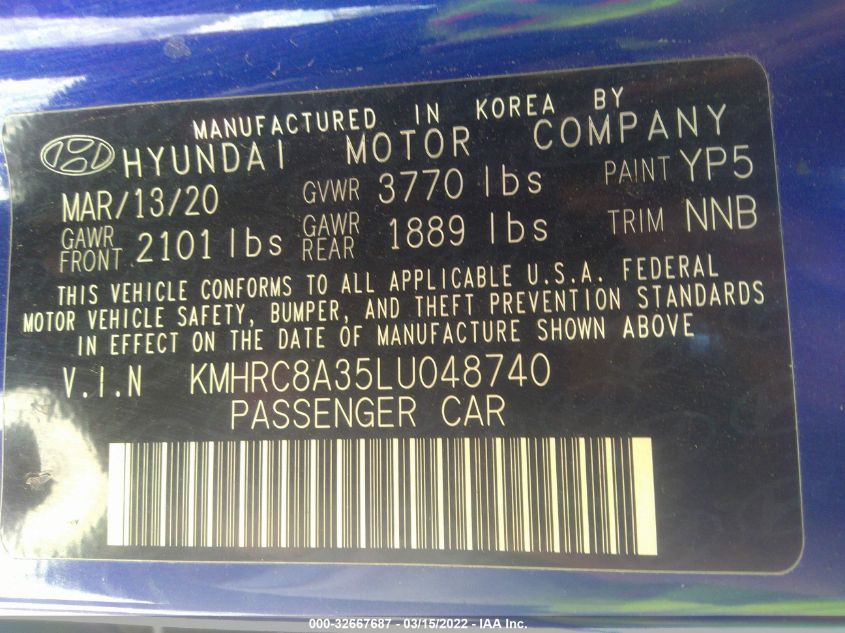 MANUFACTURED IN KOREA BY
HYUNDAI MOTOR COMPANY
MAR/13/20 GVWR 3770 lbs PAINT YP5
GAWR FRONT 2101 lbs GAWR REAR 1889 lbs TRIM NNB
THIS VEHICLE CONFORMS TO ALL APPLICABLE U.S.A. FEDERAL
MOTOR VEHICLE SAFETY, BUMPER, AND THEFT PREVENTION STANDARDS
IN EFFECT ON THE DATE OF MANUFACTURE SHOWN ABOVE
V.I.N KMHRC8A35LU048740
PASSENGER CAR
000-32667687 - 03/15/2022 - IAA Inc.